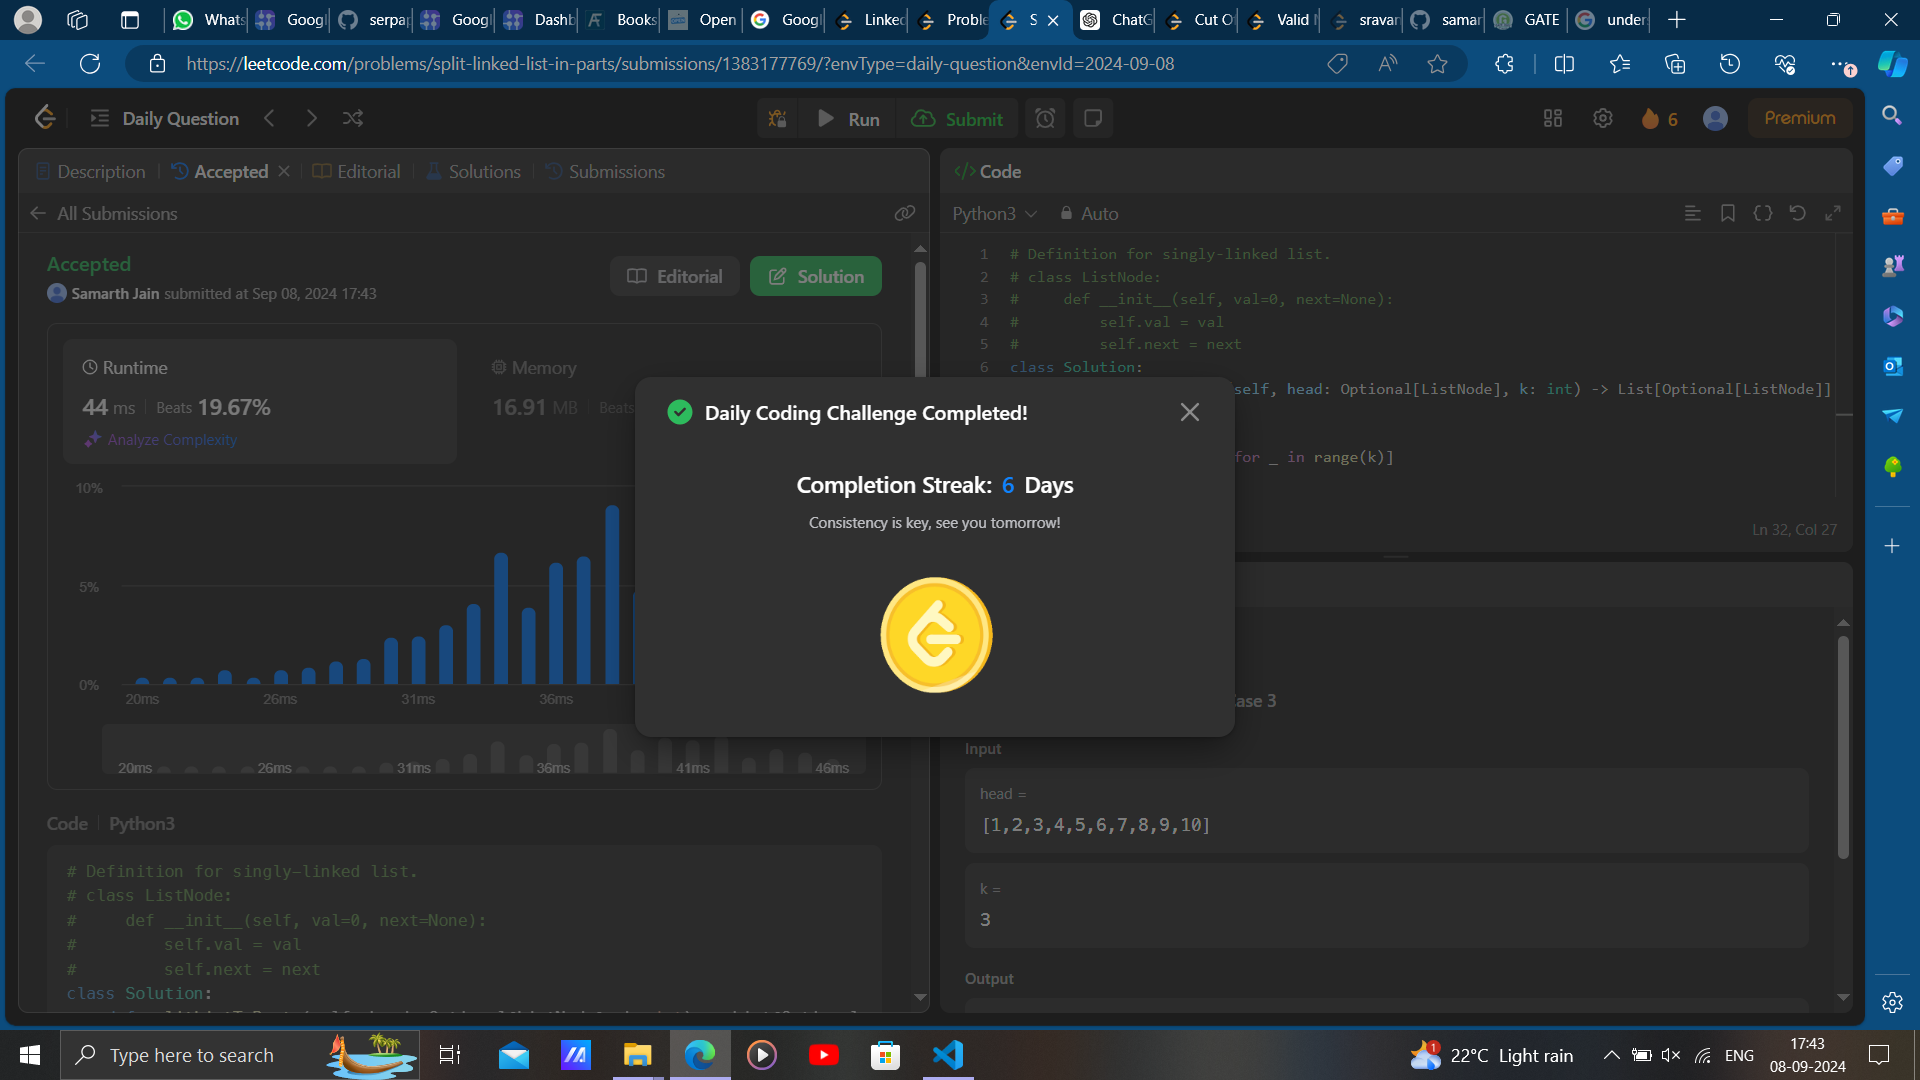 Whats
Googl
serpap
Googl
Dashb
Books
Open
Googl
Linked
Proble
S
ChatG
Cut O
Valid
sravan
samar
GATE
under
https://leetcode.com/problems/split-linked-list-in-parts/submissions/1383177769/?envType=daily-question&envId=2024-09-08
Daily Question
Run
Submit
6
Premium
Description
Accepted
Editorial
Solutions
Submissions
All Submissions
Accepted
Samarth Jain submitted at Sep 08, 2024 17:43
Editorial
Solution
Runtime
44 ms Beats 19.67%
Analyze Complexity
Memory
16.91 MB Beats
10%
5%
0%
20ms 26ms 31ms 36ms
20ms 26ms 31ms 36ms 41ms 46ms
Code Python3
# Definition for singly-linked list.
# class ListNode:
#     def __init__(self, val=0, next=None):
#         self.val = val
#         self.next = next
class Solution:
Daily Coding Challenge Completed!
Completion Streak: 6 Days
Consistency is key, see you tomorrow!
</> Code
Python3 Auto
1 # Definition for singly-linked list.
2 # class ListNode:
3 #     def __init__(self, val=0, next=None):
4 #         self.val = val
5 #         self.next = next
6 class Solution:
self, head: Optional[ListNode], k: int) -> List[Optional[ListNode]]
for _ in range(k)]
Ln 32, Col 27
ase 3
Input
head =
[1,2,3,4,5,6,7,8,9,10]
k =
3
Output
Type here to search
1
22°C Light rain
ENG
17:43
08-09-2024